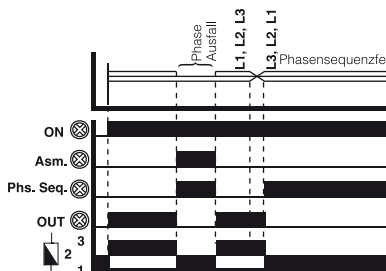 Phase
Ausfall
L1, L2, L3
L3, L2, L1
Phasensequenzfe
ON
Asm.
Phs. Seq.
OUT
3
2
1